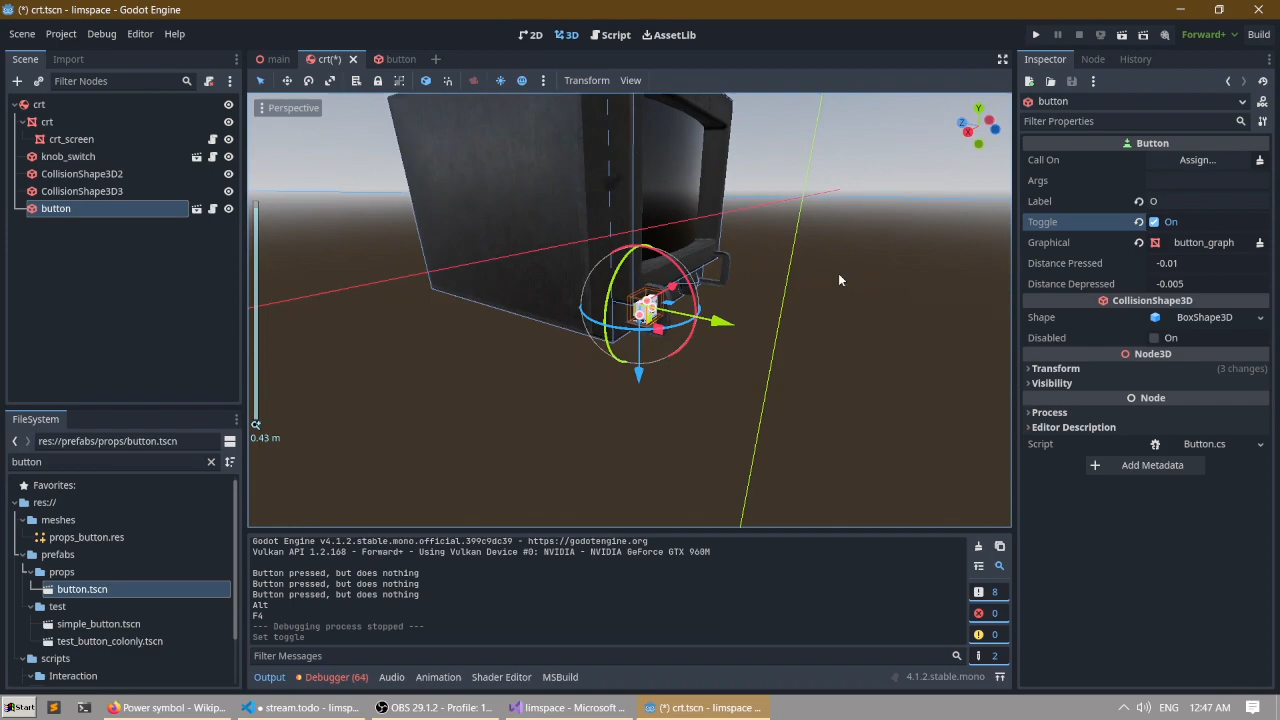 (*) crt.tscn - limspace - Godot Engine
Scene Project Debug Editor Help
2D 3D Script AssetLib
Forward+ Build
Scene Import
main crt(*) button
Inspector Node History
Filter Nodes
Transform View
button
Perspective
Filter Properties
crt
crt
crt_screen
knob_switch
CollisionShape3D2
CollisionShape3D3
button
Y
Z
X
0.43 m
Button
Call On Assign...
Args
Label O
Toggle On
Graphical button_graph
Distance Pressed -0.01
Distance Depressed -0.005
CollisionShape3D
Shape BoxShape3D
Disabled On
Node3D
Transform (3 changes)
Visibility
Node
Process
Editor Description
Script Button.cs
Add Metadata
FileSystem
res://prefabs/props/button.tscn
button
Favorites:
res://
meshes
props_button.res
prefabs
props
button.tscn
test
simple_button.tscn
test_button_colonly.tscn
scripts
Interaction
Godot Engine v4.1.2.stable.mono.official.399c9dc39 - https://godotengine.org
Vulkan API 1.2.168 - Forward+ - Using Vulkan Device #0: NVIDIA - NVIDIA GeForce GTX 960M
Button pressed, but does nothing
Button pressed, but does nothing
Button pressed, but does nothing
Alt
F4
--- Debugging process stopped ---
Set toggle
8
0
0
2
Filter Messages
Output Debugger (64) Audio Animation Shader Editor MSBuild 4.1.2.stable.mono
Start Power symbol - Wikip... ● stream.todo - limsp... OBS 29.1.2 - Profile: 1... limspace - Microsoft ... (*) crt.tscn - limspace ... 12:47 AM